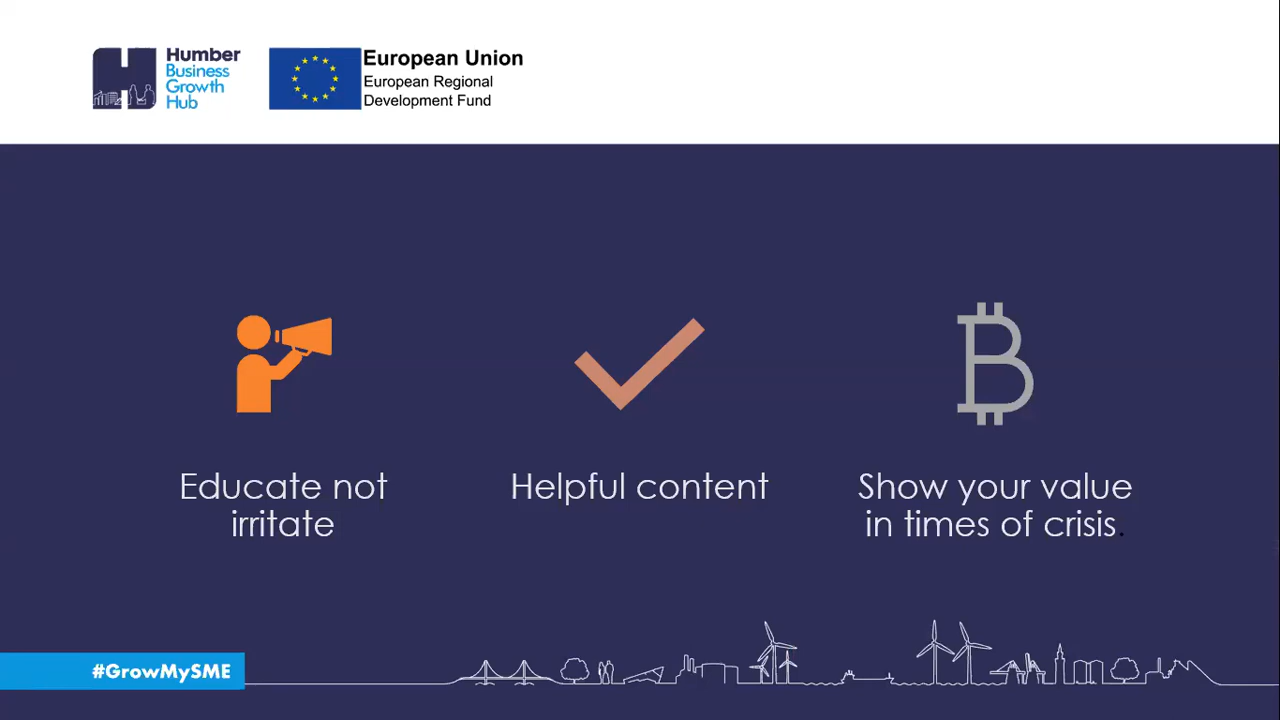 Humber
Business
Growth
Hub
European Union
European Regional
Development Fund
Educate not
irritate
Helpful content
Show your value
in times of crisis.
#GrowMySME